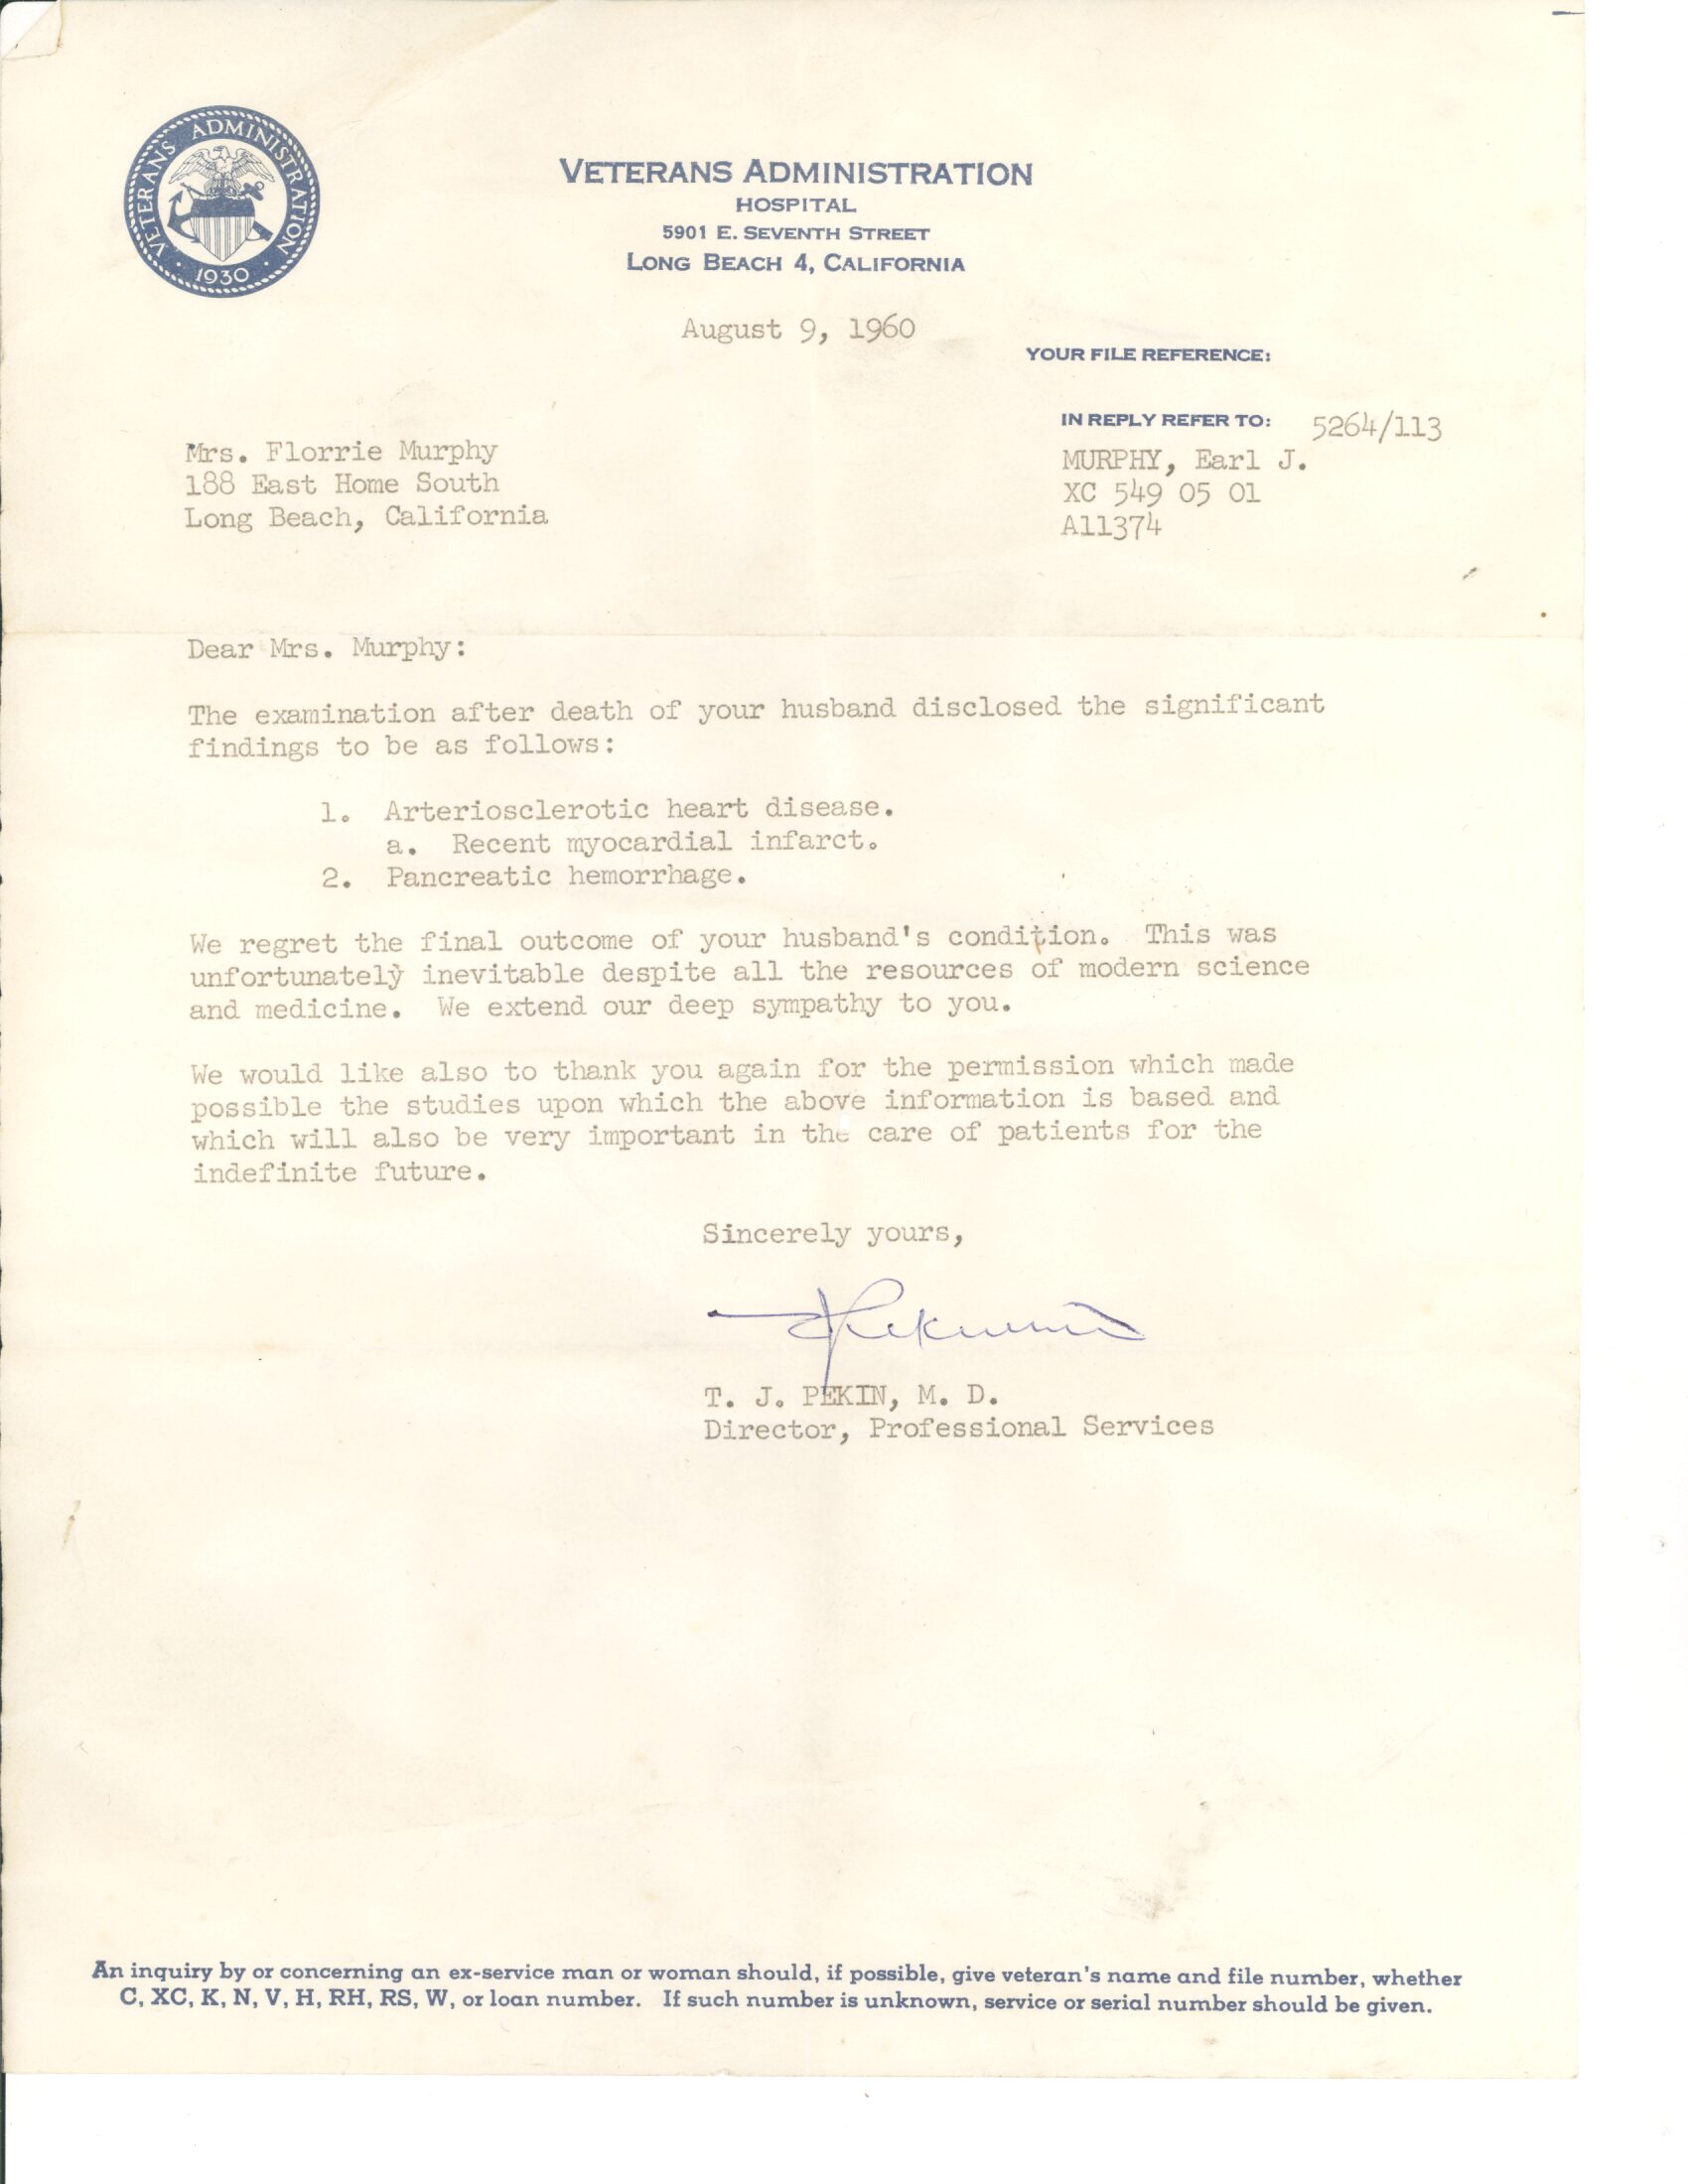 VETERANS ADMINISTRATION
1930
VETERANS ADMINISTRATION
HOSPITAL
5901 E. SEVENTH STREET
LONG BEACH 4, CALIFORNIA
August 9, 1960
YOUR FILE REFERENCE:
IN REPLY REFER TO: 5264/113
MURPHY, Earl J.
XC 549 05 01
A11374
Mrs. Florrie Murphy
188 East Home South
Long Beach, California
Dear Mrs. Murphy:
The examination after death of your husband disclosed the significant
findings to be as follows:
1. Arteriosclerotic heart disease.
a. Recent myocardial infarct.
2. Pancreatic hemorrhage.
We regret the final outcome of your husband's condition. This was
unfortunately inevitable despite all the resources of modern science
and medicine. We extend our deep sympathy to you.
We would like also to thank you again for the permission which made
possible the studies upon which the above information is based and
which will also be very important in the care of patients for the
indefinite future.
Sincerely yours,
T. J. PEKIN, M. D.
Director, Professional Services
An inquiry by or concerning an ex-service man or woman should, if possible, give veteran's name and file number, whether
C, XC, K, N, V, H, RH, RS, W, or loan number. If such number is unknown, service or serial number should be given.